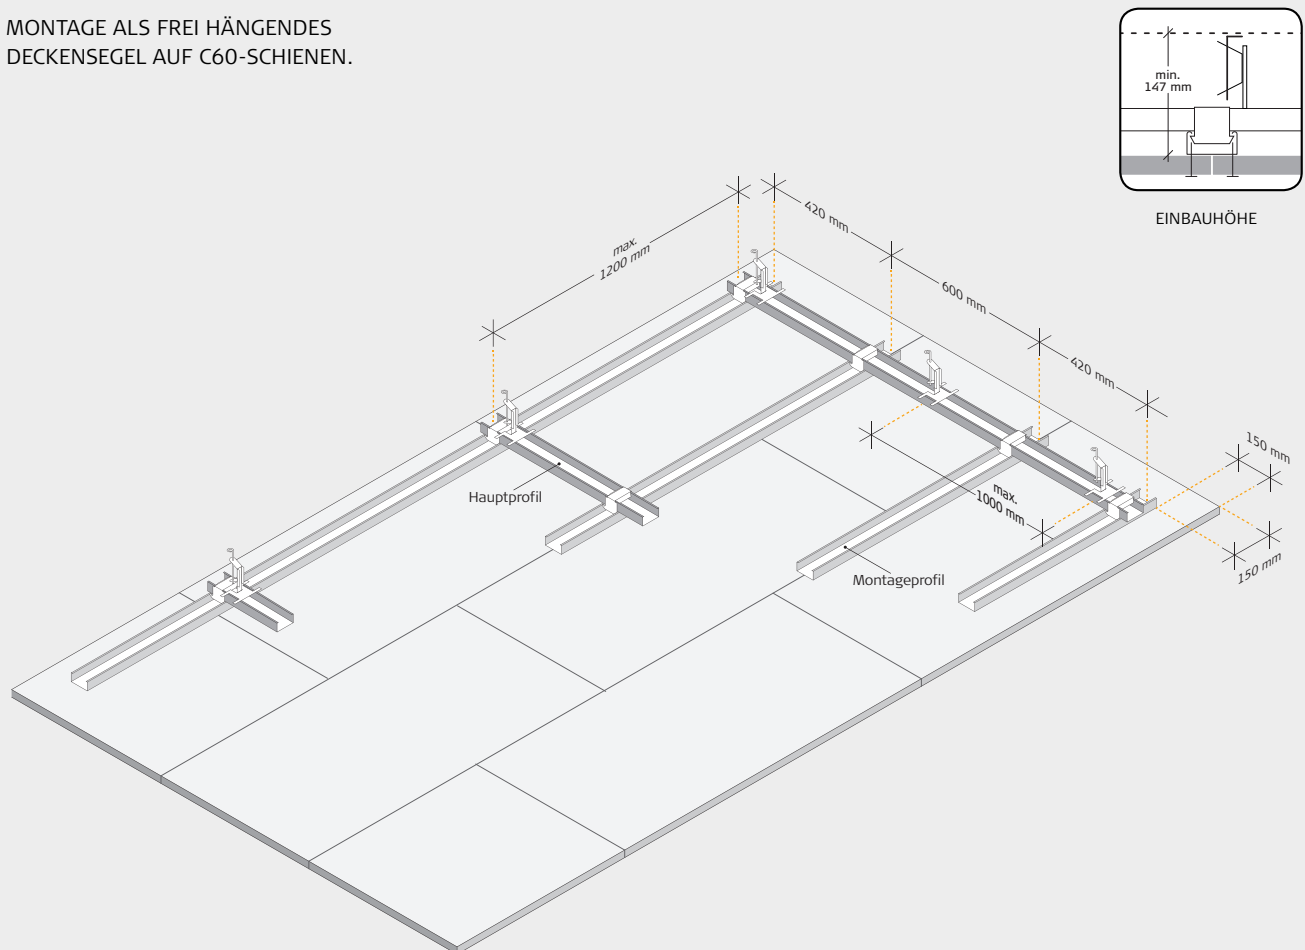 MONTAGE ALS FREI HÄNGENDES
DECKENSEGEL AUF C60-SCHIENEN.
min.
147 mm
EINBAUHÖHE
max.
1200 mm
420 mm
600 mm
420 mm
150 mm
150 mm
max.
1000 mm
Hauptprofil
Montageprofil